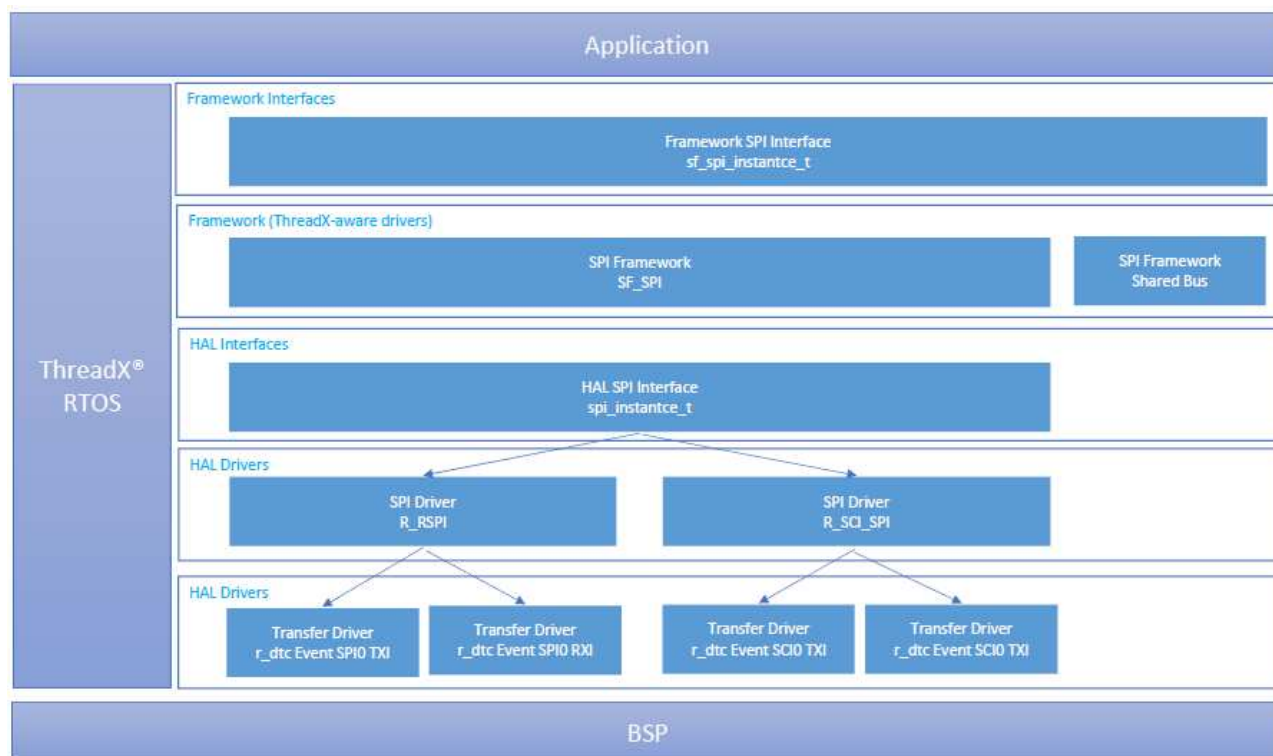 Application
ThreadX®
RTOS
Framework Interfaces
Framework SPI Interface
sf_spi_instantce_t
Framework (ThreadX-aware drivers)
SPI Framework
SF_SPI
SPI Framework
Shared Bus
HAL Interfaces
HAL SPI Interface
spi_instantce_t
HAL Drivers
SPI Driver
R_RSPI
SPI Driver
R_SCI_SPI
HAL Drivers
Transfer Driver
r_dtc Event SPI0 TXI
Transfer Driver
r_dtc Event SPI0 RXI
Transfer Driver
r_dtc Event SCI0 TXI
Transfer Driver
r_dtc Event SCI0 TXI
BSP